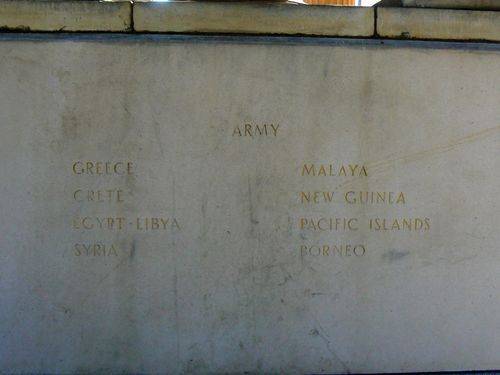 ARMY
GREECE
CRETE
EGYPT-LIBYA
SYRIA
MALAYA
NEW GUINEA
PACIFIC ISLANDS
BORNEO